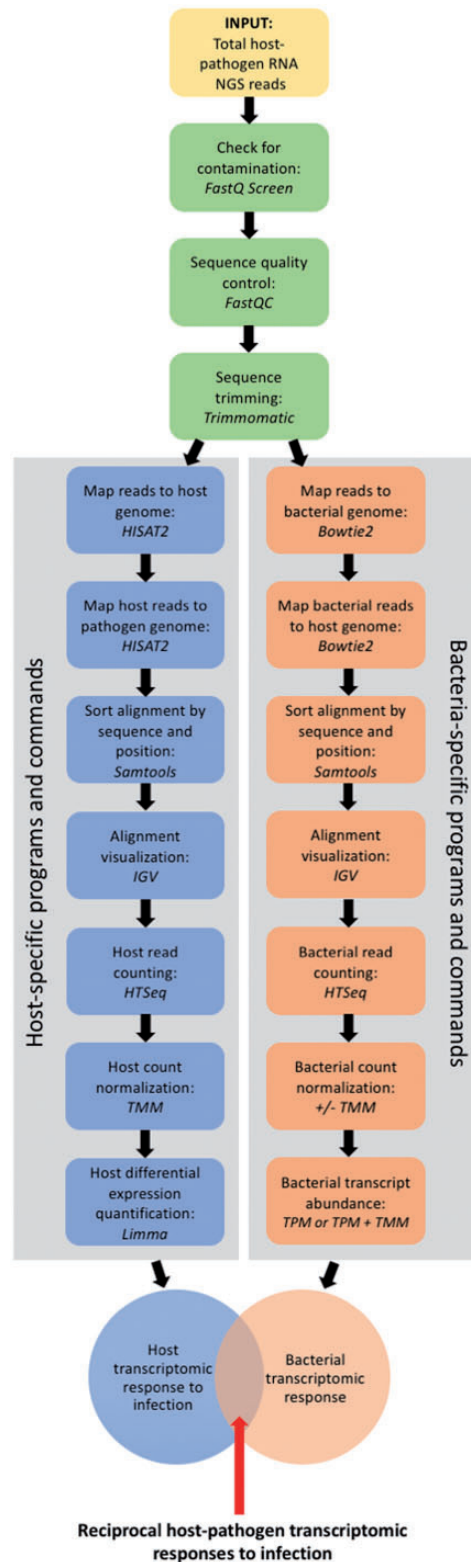 INPUT:
Total host-
pathogen RNA
NGS reads
Check for
contamination:
FastQ Screen
Sequence quality
control:
FastQC
Sequence
trimming:
Trimmomatic
Host-specific programs and commands
Map reads to host
genome:
HISAT2
Map host reads to
pathogen genome:
HISAT2
Sort alignment by
sequence and
position:
Samtools
Alignment
visualization:
IGV
Host read
counting:
HTSeq
Host count
normalization:
TMM
Host differential
expression
quantification:
Limma
Map reads to
bacterial genome:
Bowtie2
Map bacterial reads
to host genome:
Bowtie2
Sort alignment by
sequence and
position:
Samtools
Alignment
visualization:
IGV
Bacterial read
counting:
HTSeq
Bacterial count
normalization:
+/- TMM
Bacterial transcript
abundance:
TPM or TPM + TMM
Bacteria-specific programs and commands
Host
transcriptomic
response to
infection
Bacterial
transcriptomic
response
Reciprocal host-pathogen transcriptomic
responses to infection